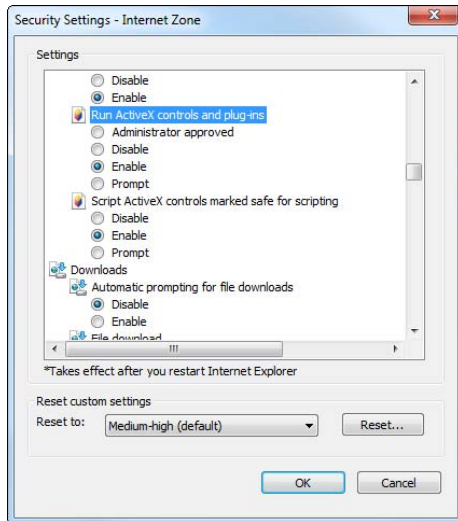 Security Settings - Internet Zone
Settings
Disable
Enable
Run ActiveX controls and plug-ins
Administrator approved
Disable
Enable
Prompt
Script ActiveX controls marked safe for scripting
Disable
Enable
Prompt
Downloads
Automatic prompting for file downloads
Disable
Enable
File download
*Takes effect after you restart Internet Explorer
Reset custom settings
Reset to: Medium-high (default) Reset...
OK Cancel